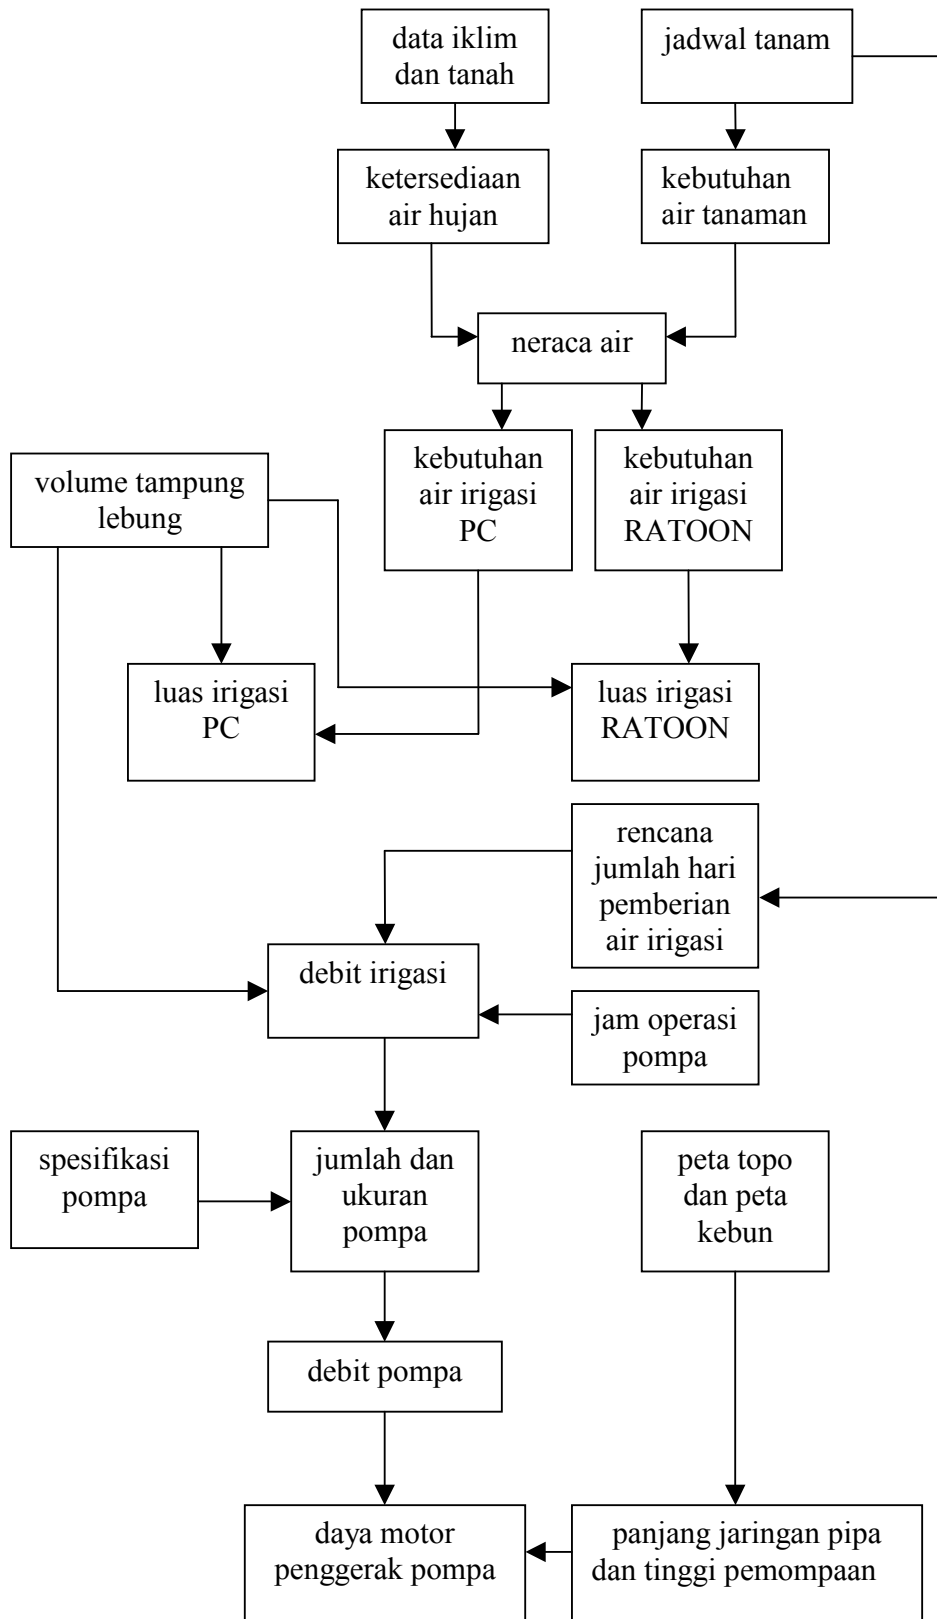 data iklim
dan tanah
jadwal tanam
ketersediaan
air hujan
kebutuhan
air tanaman
neraca air
kebutuhan
air irigasi
PC
kebutuhan
air irigasi
RATOON
volume tampung
lebung
luas irigasi
PC
luas irigasi
RATOON
rencana
jumlah hari
pemberian
air irigasi
debit irigasi
jam operasi
pompa
spesifikasi
pompa
jumlah dan
ukuran
pompa
peta topo
dan peta
kebun
debit pompa
daya motor
penggerak pompa
panjang jaringan pipa
dan tinggi pemompaan